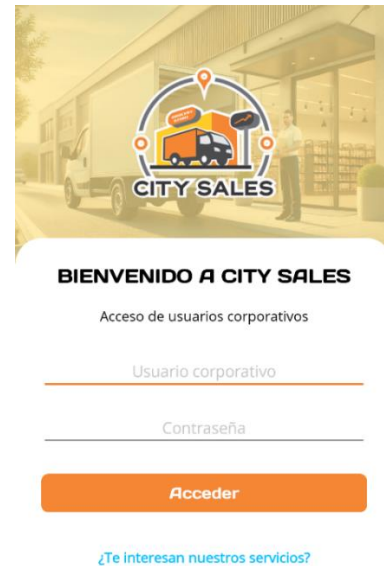 CITY SALES
BIENVENIDO A CITY SALES
Acceso de usuarios corporativos
Usuario corporativo
Contraseña
Acceder
¿Te interesan nuestros servicios?